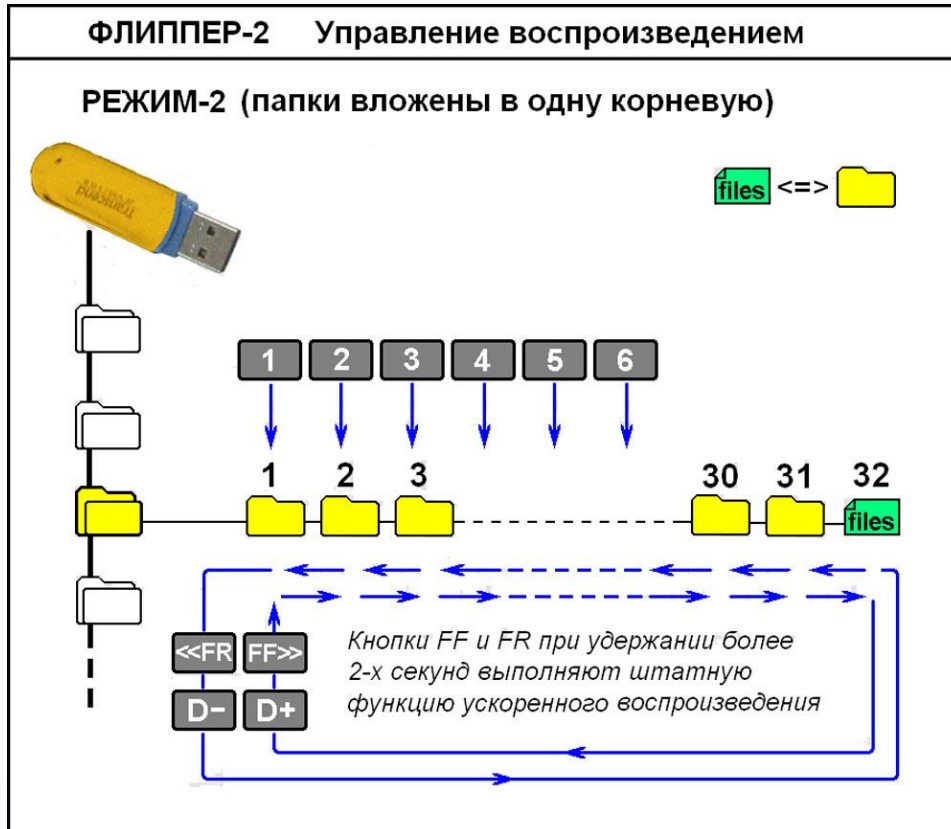 ФЛИППЕР-2 Управление воспроизведением
РЕЖИМ-2 (папки вложены в одну корневую)
Transcend
files <=>
1 2 3 4 5 6
1 2 3 30 31 32
files
<<FR FF>>
D− D+
Кнопки FF и FR при удержании более
2-х секунд выполняют штатную
функцию ускоренного воспроизведения